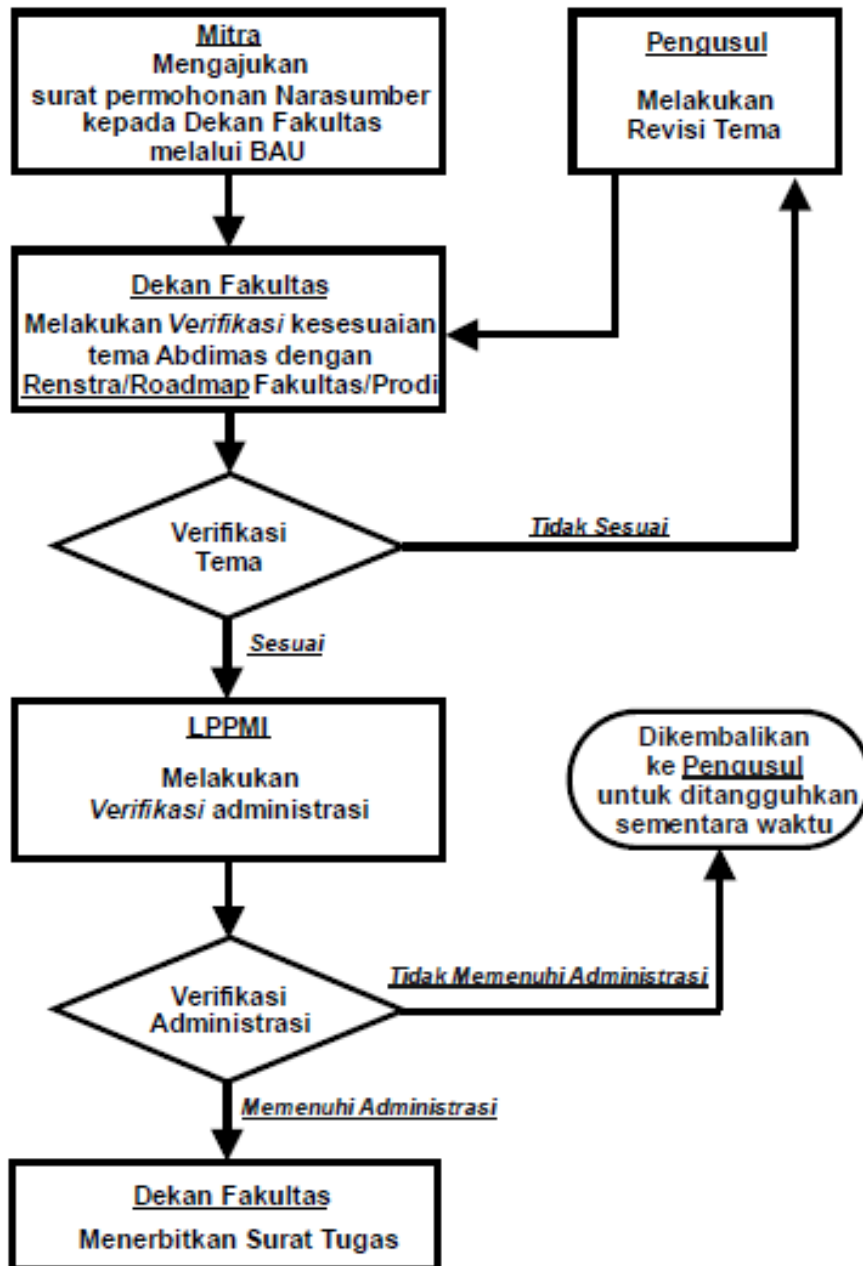 Mitra
Mengajukan
surat permohonan Narasumber
kepada Dekan Fakultas
melalui BAU
Pengusul
Melakukan
Revisi Tema
Dekan Fakultas
Melakukan Verifikasi kesesuaian
tema Abdimas dengan
Renstra/Roadmap Fakultas/Prodi
Verifikasi
Tema
Tidak Sesuai
Sesuai
LPPMI
Melakukan
Verifikasi administrasi
Dikembalikan
ke Pengusul
untuk ditangguhkan
sementara waktu
Verifikasi
Administrasi
Tidak Memenuhi Administrasi
Memenuhi Administrasi
Dekan Fakultas
Menerbitkan Surat Tugas